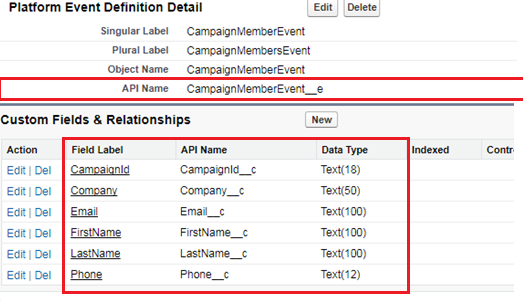 Platform Event Definition Detail Edit Delete
Singular Label CampaignMemberEvent
Plural Label CampaignMembersEvent
Object Name CampaignMemberEvent
API Name CampaignMemberEvent__e
Custom Fields & Relationships New
Action Field Label API Name Data Type Indexed Contro
Edit | Del CampaignId CampaignId__c Text(18)
Edit | Del Company Company__c Text(50)
Edit | Del Email Email__c Text(100)
Edit | Del FirstName FirstName__c Text(100)
Edit | Del LastName LastName__c Text(100)
Edit | Del Phone Phone__c Text(12)